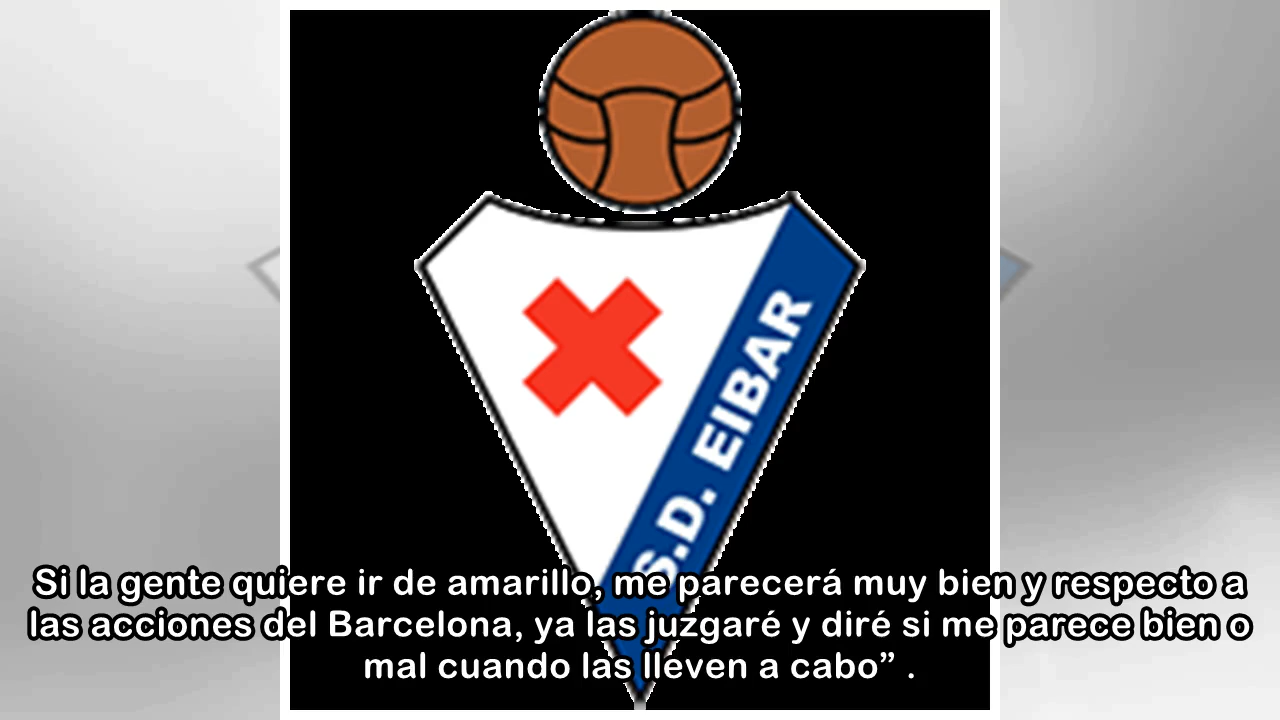 S.D. EIBAR
Si la gente quiere ir de amarillo, me parecerá muy bien y respecto a
las acciones del Barcelona, ya las juzgaré y diré si me parece bien o
mal cuando las lleven a cabo” .